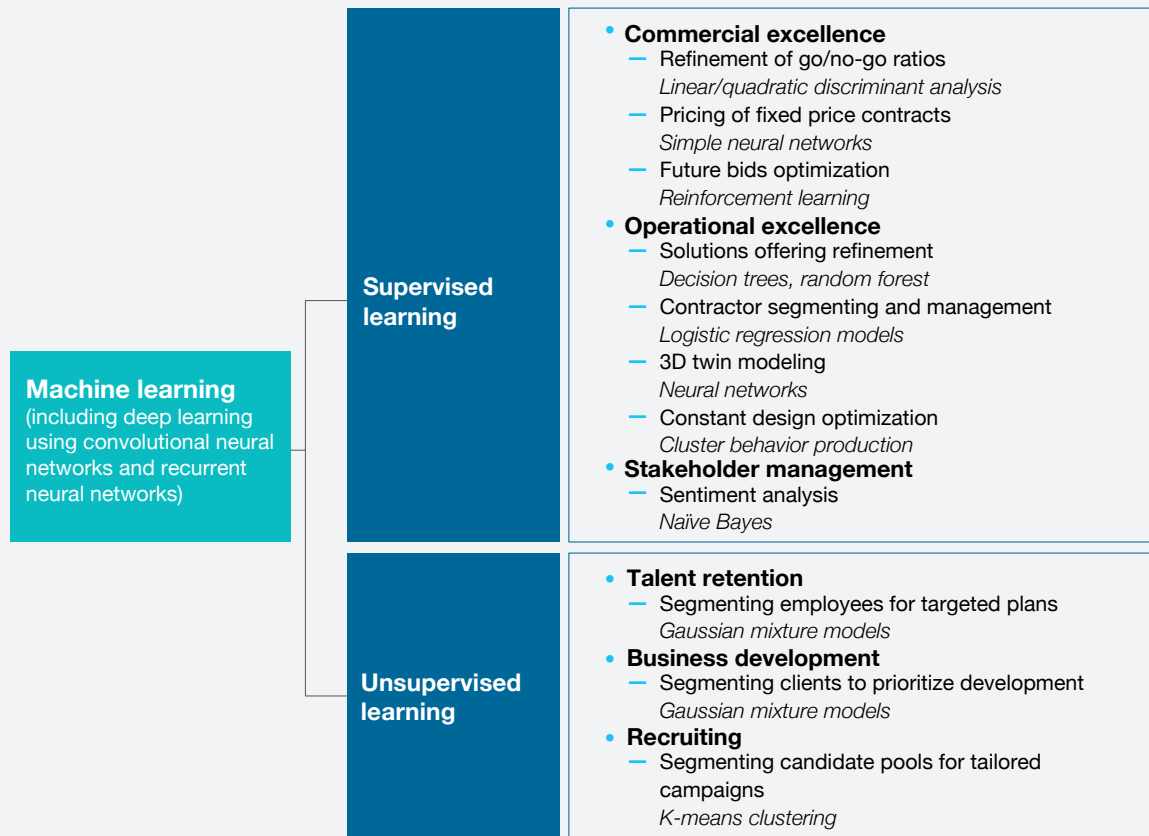 Machine learning
(including deep learning
using convolutional neural
networks and recurrent
neural networks)
Supervised
learning
• Commercial excellence
— Refinement of go/no-go ratios
Linear/quadratic discriminant analysis
— Pricing of fixed price contracts
Simple neural networks
— Future bids optimization
Reinforcement learning
• Operational excellence
— Solutions offering refinement
Decision trees, random forest
— Contractor segmenting and management
Logistic regression models
— 3D twin modeling
Neural networks
— Constant design optimization
Cluster behavior production
• Stakeholder management
— Sentiment analysis
Naïve Bayes
Unsupervised
learning
• Talent retention
— Segmenting employees for targeted plans
Gaussian mixture models
• Business development
— Segmenting clients to prioritize development
Gaussian mixture models
• Recruiting
— Segmenting candidate pools for tailored
campaigns
K-means clustering